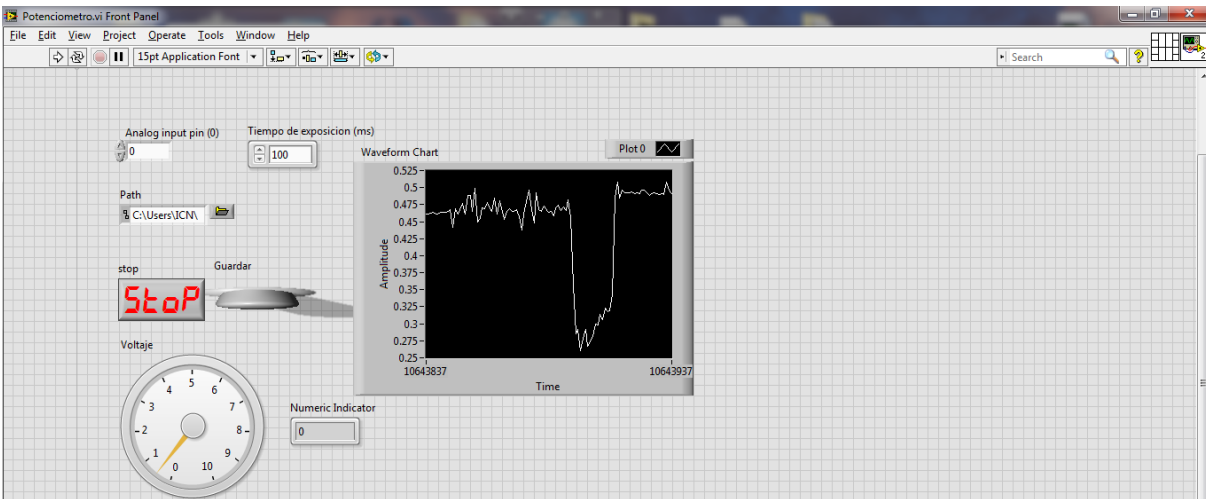 Potenciometro.vi Front Panel
File Edit View Project Operate Tools Window Help
15pt Application Font
Search
2
Analog input pin (0)
0
Tiempo de exposicion (ms)
100
Path
C:\Users\ICN\
stop
StoP
Guardar
Waveform Chart
Plot 0
Amplitude
0.525
0.5
0.475
0.45
0.425
0.4
0.375
0.35
0.325
0.3
0.275
0.25
10643837
10643937
Time
Voltaje
0
1
2
3
4
5
6
7
8
9
10
Numeric Indicator
0